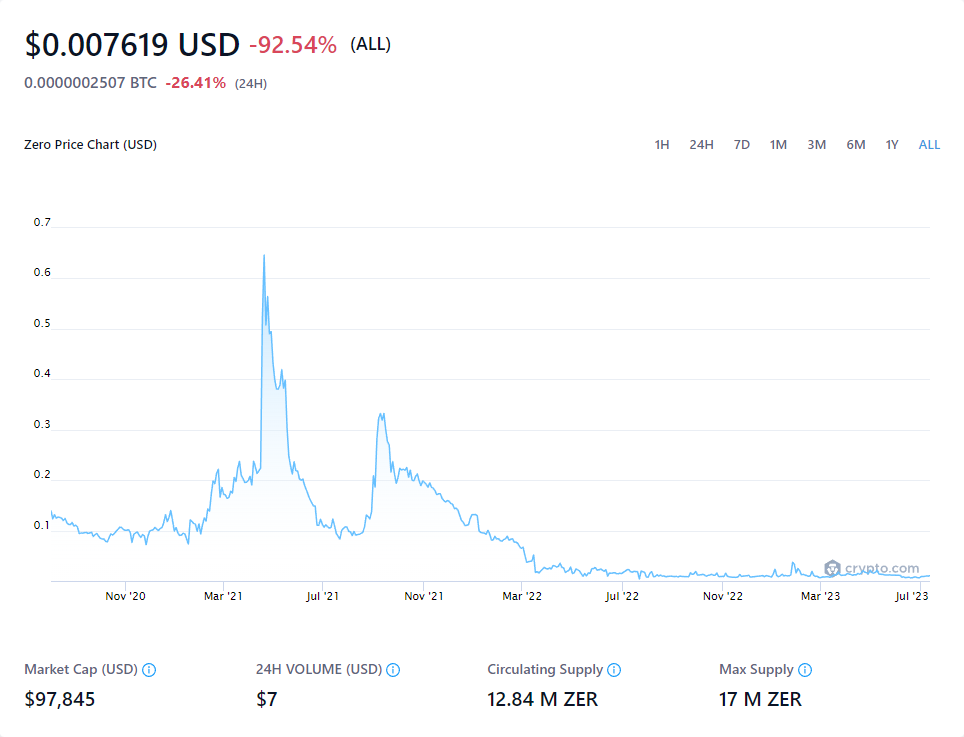 $0.007619 USD -92.54% (ALL)
0.0000002507 BTC -26.41% (24H)
Zero Price Chart (USD) 1H 24H 7D 1M 3M 6M 1Y ALL
0.7
0.6
0.5
0.4
0.3
0.2
0.1
crypto.com
Nov '20 Mar '21 Jul '21 Nov '21 Mar '22 Jul '22 Nov '22 Mar '23 Jul '23
Market Cap (USD) 24H VOLUME (USD) Circulating Supply Max Supply
$97,845 $7 12.84 M ZER 17 M ZER